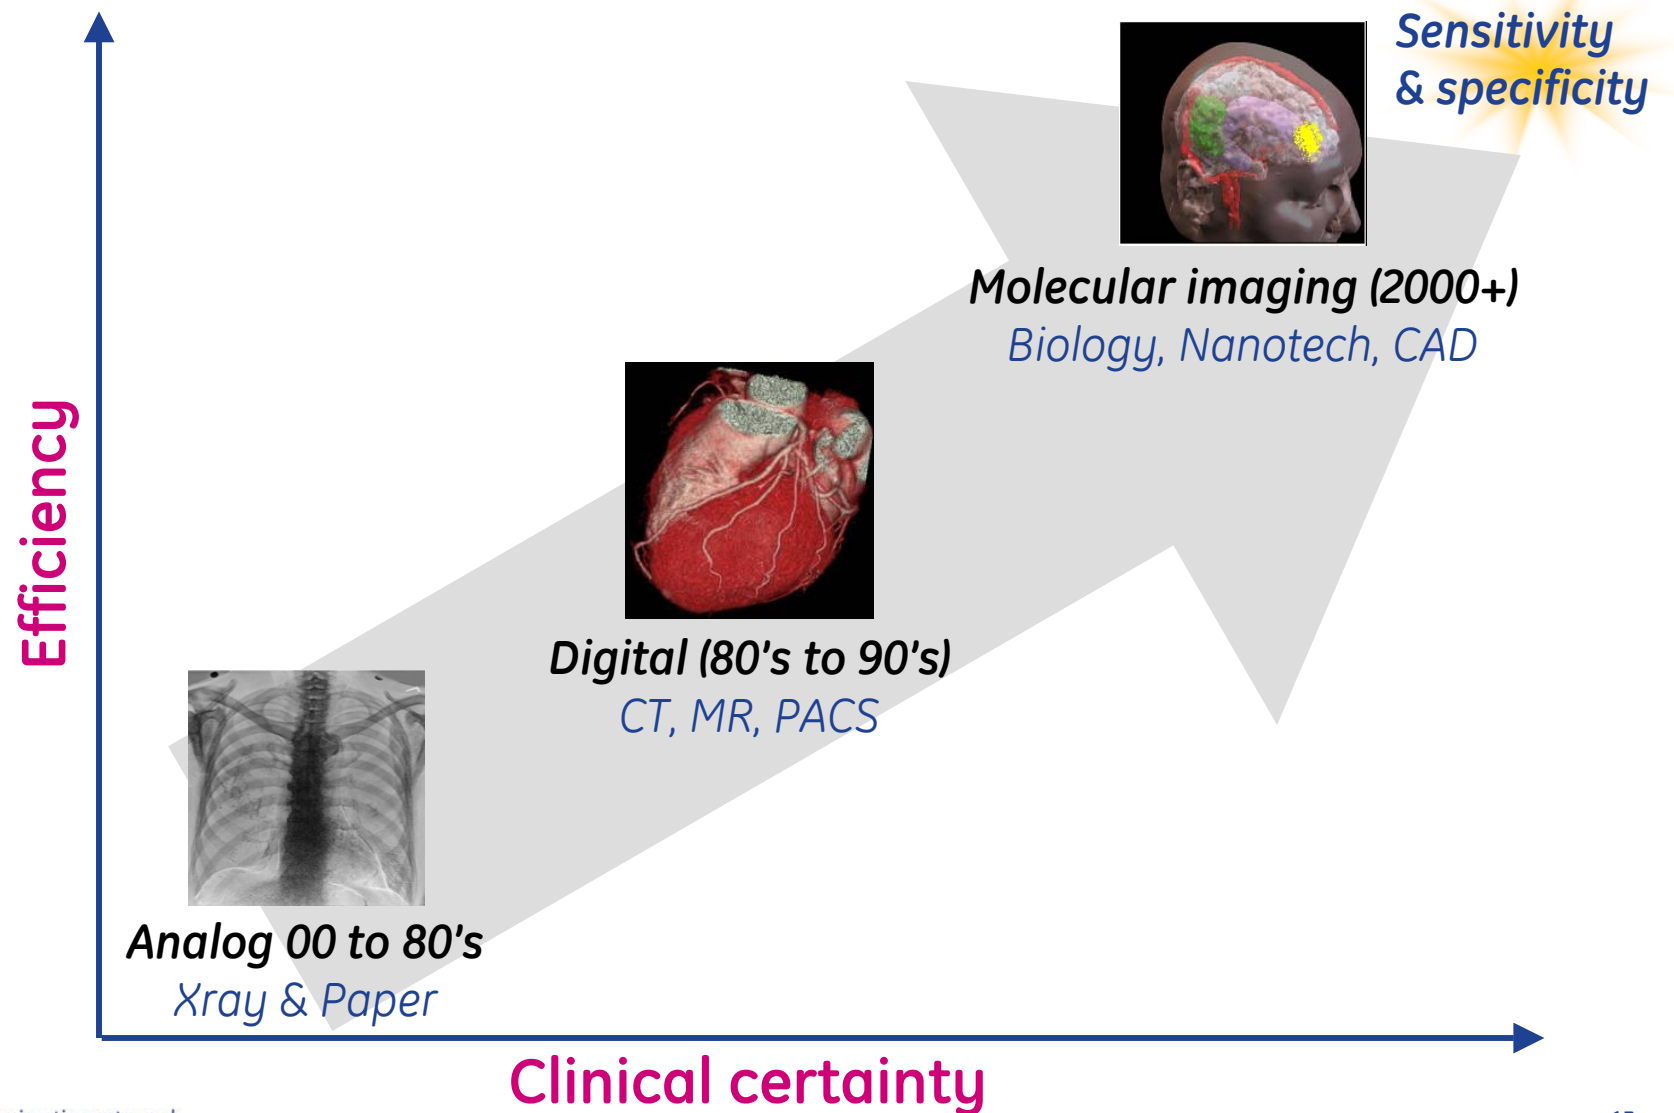 Sensitivity
& specificity
Molecular imaging (2000+)
Biology, Nanotech, CAD
Efficiency
Digital (80's to 90's)
CT, MR, PACS
Analog 00 to 80's
Xray & Paper
Clinical certainty